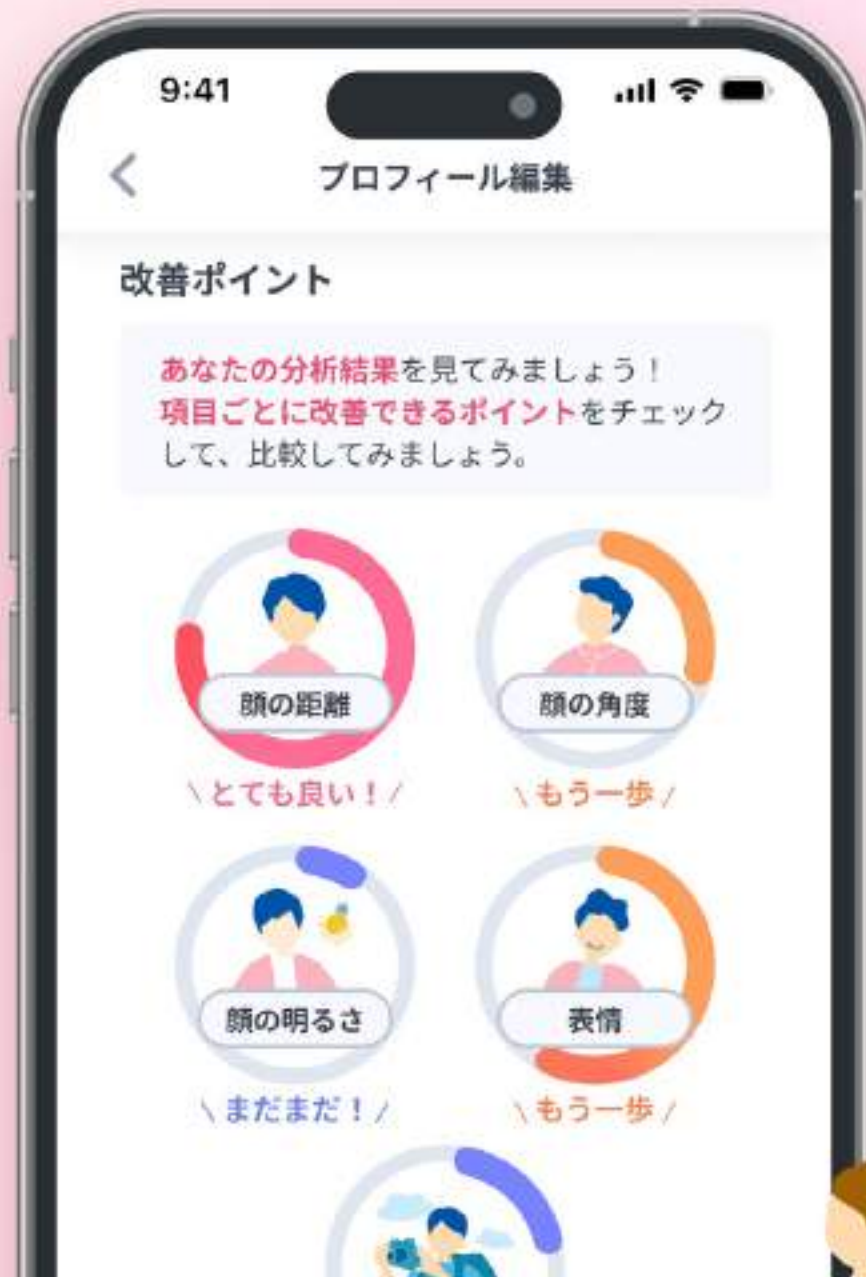 9:41
プロフィール編集
改善ポイント
あなたの分析結果を見てみましょう！
項目ごとに改善できるポイントをチェック
して、比較してみましょう。
顔の距離
顔の角度
\とても良い！/
\もう一歩/
顔の明るさ
表情
\まだまだ！/
\もう一歩/